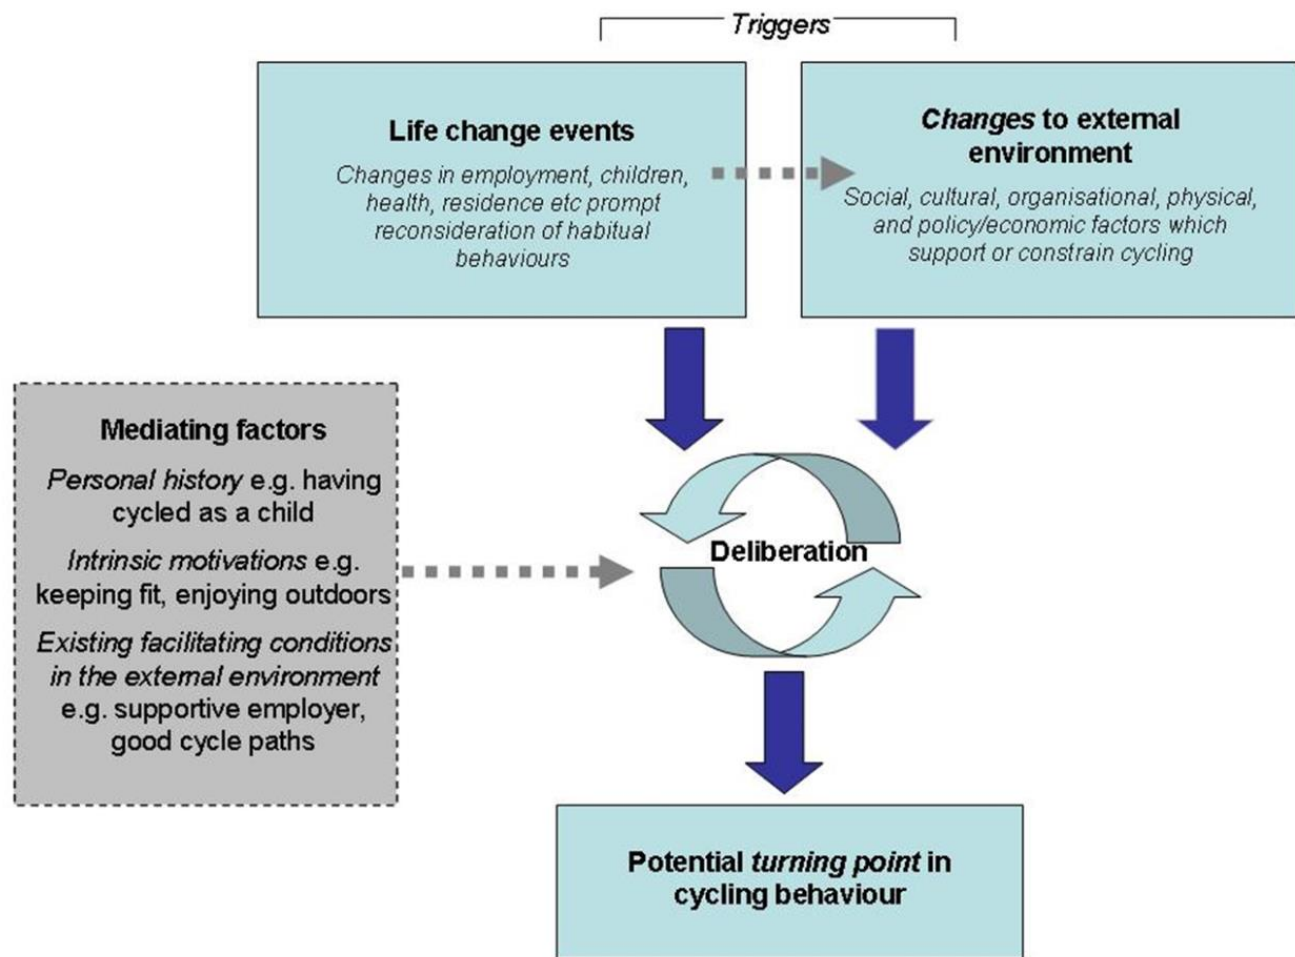 Triggers
Life change events
Changes in employment, children,
health, residence etc prompt
reconsideration of habitual
behaviours
Changes to external
environment
Social, cultural, organisational, physical,
and policy/economic factors which
support or constrain cycling
Mediating factors
Personal history e.g. having
cycled as a child
Intrinsic motivations e.g.
keeping fit, enjoying outdoors
Existing facilitating conditions
in the external environment
e.g. supportive employer,
good cycle paths
Deliberation
Potential turning point in
cycling behaviour